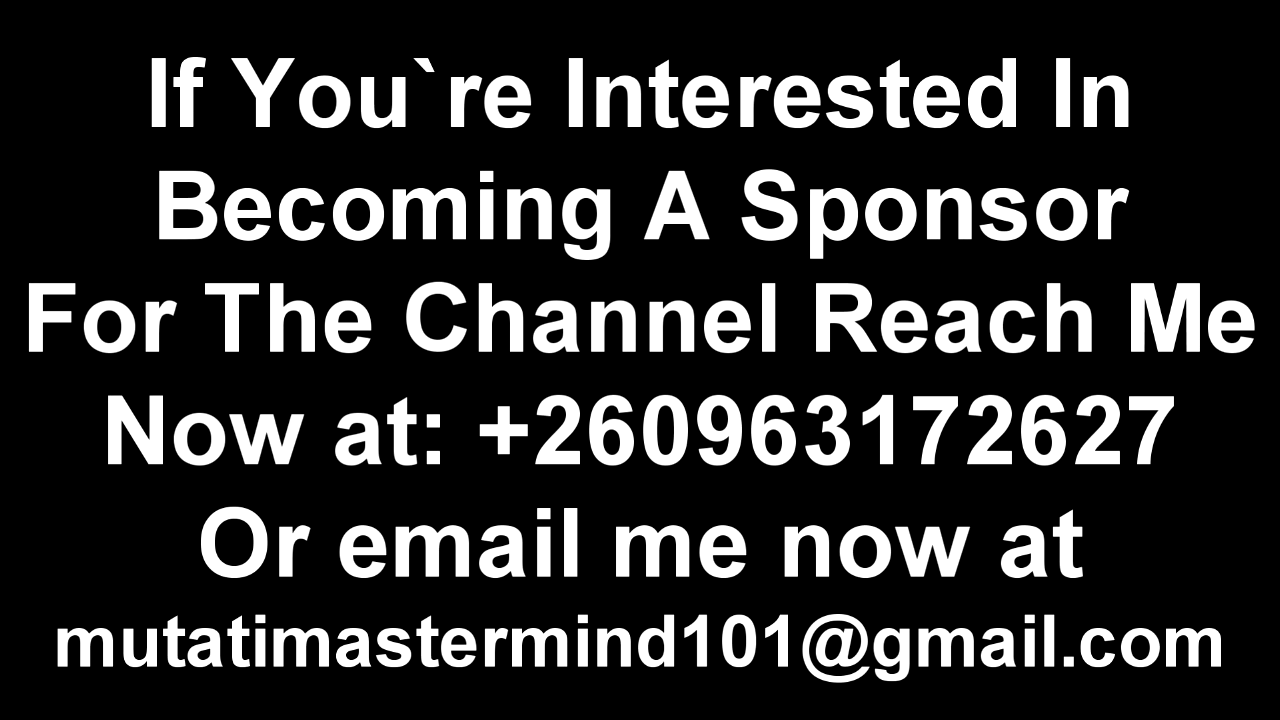 If You`re Interested In
Becoming A Sponsor
For The Channel Reach Me
Now at: +260963172627
Or email me now at
mutatimastermind101@gmail.com